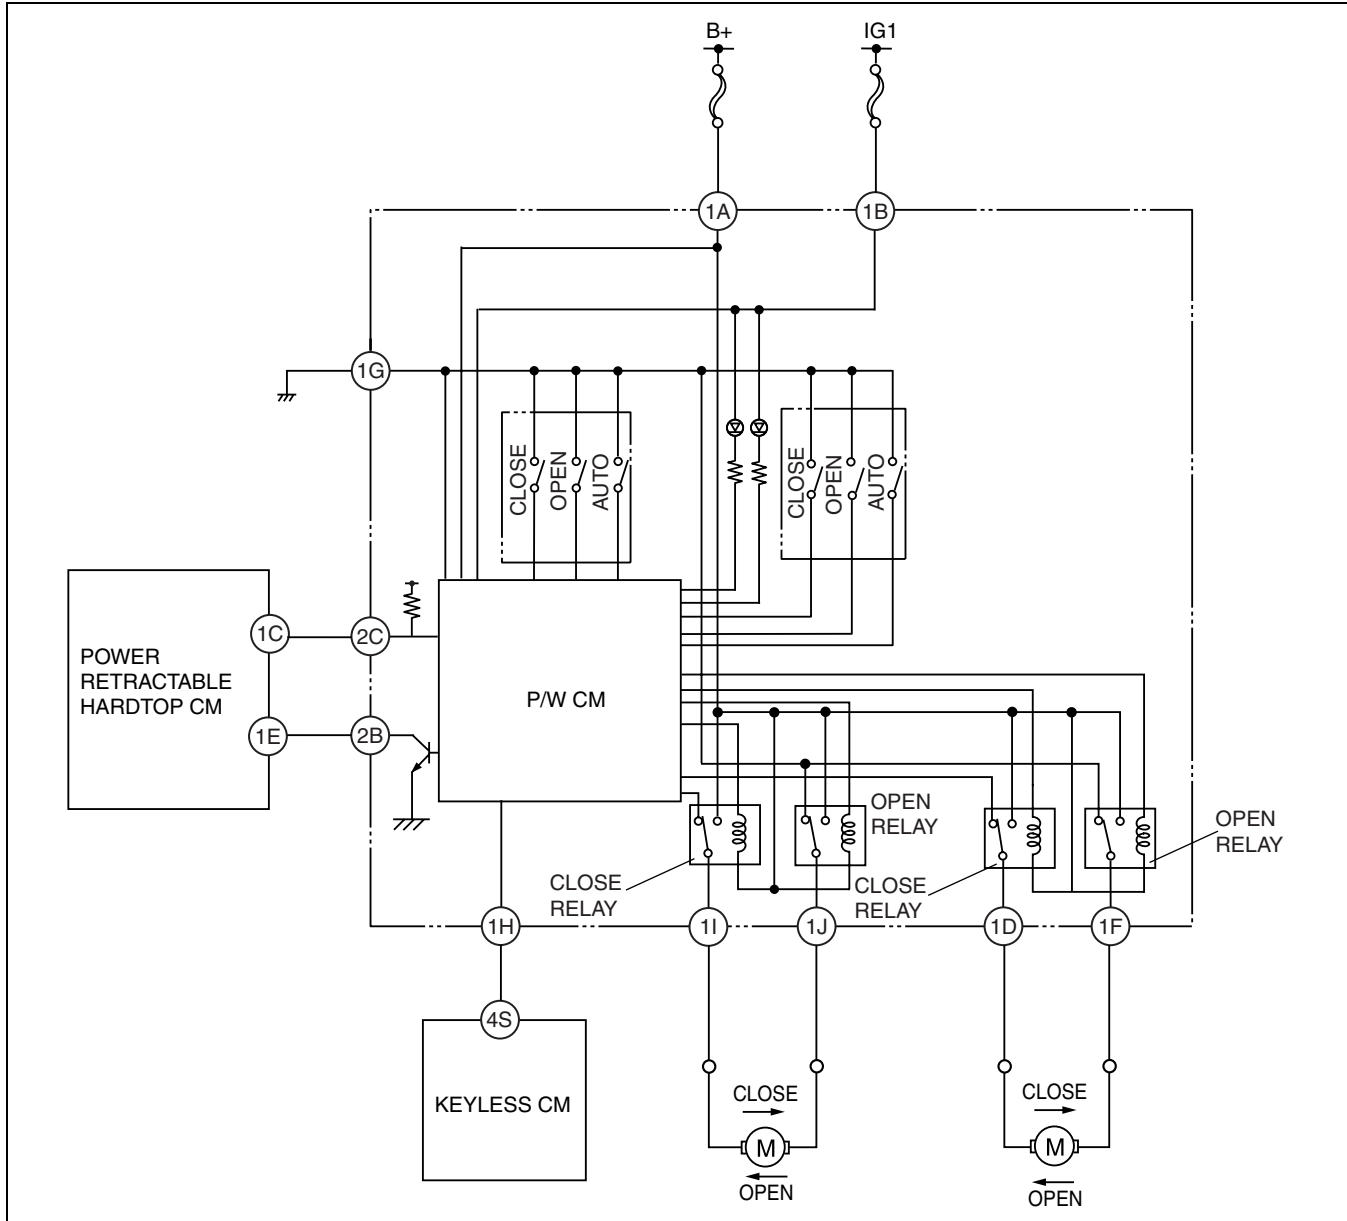 B+
IG1
1A
1B
1G
CLOSE
OPEN
AUTO
CLOSE
OPEN
AUTO
1C
2C
POWER
RETRACTABLE
HARDTOP CM
P/W CM
1E
2B
OPEN
RELAY
OPEN
RELAY
CLOSE
RELAY
CLOSE
RELAY
1H
1I
1J
1D
1F
4S
KEYLESS CM
CLOSE
M
OPEN
CLOSE
M
OPEN